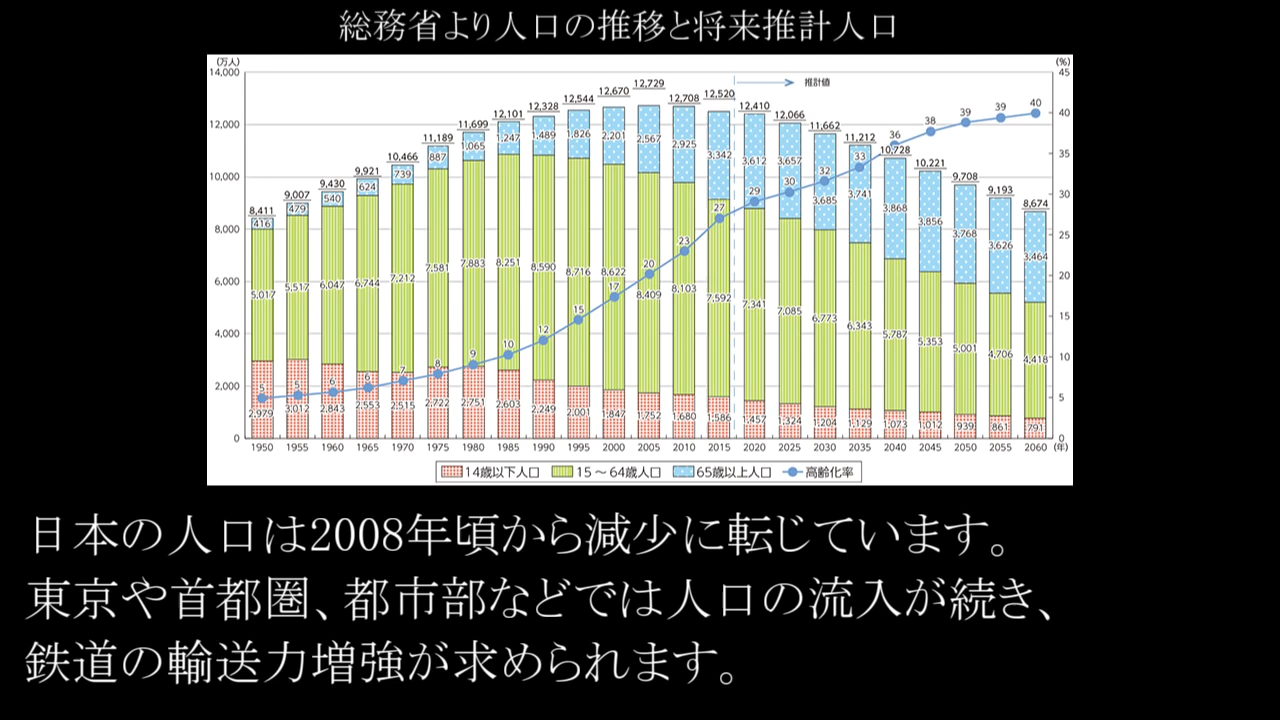 総務省より人口の推移と将来推計人口
(万人) (%)
14,000 12,000 10,000 8,000 6,000 4,000 2,000 0
45 40 35 30 25 20 15 10 5 0
推計値
8,411 9,007 9,430 9,921 10,466 11,189 11,699 12,101 12,328 12,544 12,670 12,729 12,708 12,520 12,410 12,066 11,662 11,212 10,728 10,221 9,708 9,193 8,674
416 479 540 624 739 887 1,065 1,247 1,489 1,826 2,201 2,567 2,925 3,342 3,612 3,657 3,685 3,741 3,868 3,856 3,768 3,626 3,464
5,017 5,517 6,047 6,744 7,212 7,581 7,883 8,251 8,590 8,716 8,622 8,409 8,103 7,592 7,341 7,085 6,773 6,343 5,787 5,353 5,001 4,706 4,418
5 5 6 6 7 8 9 10 12 15 17 20 23 27 29 30 32 33 36 38 39 39 40
2,979 3,012 2,843 2,553 2,515 2,722 2,751 2,603 2,249 2,001 1,847 1,752 1,680 1,586 1,457 1,324 1,204 1,129 1,073 1,012 939 861 791
1950 1955 1960 1965 1970 1975 1980 1985 1990 1995 2000 2005 2010 2015 2020 2025 2030 2035 2040 2045 2050 2055 2060 (年)
14歳以下人口 15～64歳人口 65歳以上人口 高齢化率
日本の人口は2008年頃から減少に転じています。
東京や首都圏、都市部などでは人口の流入が続き、
鉄道の輸送力増強が求められます。